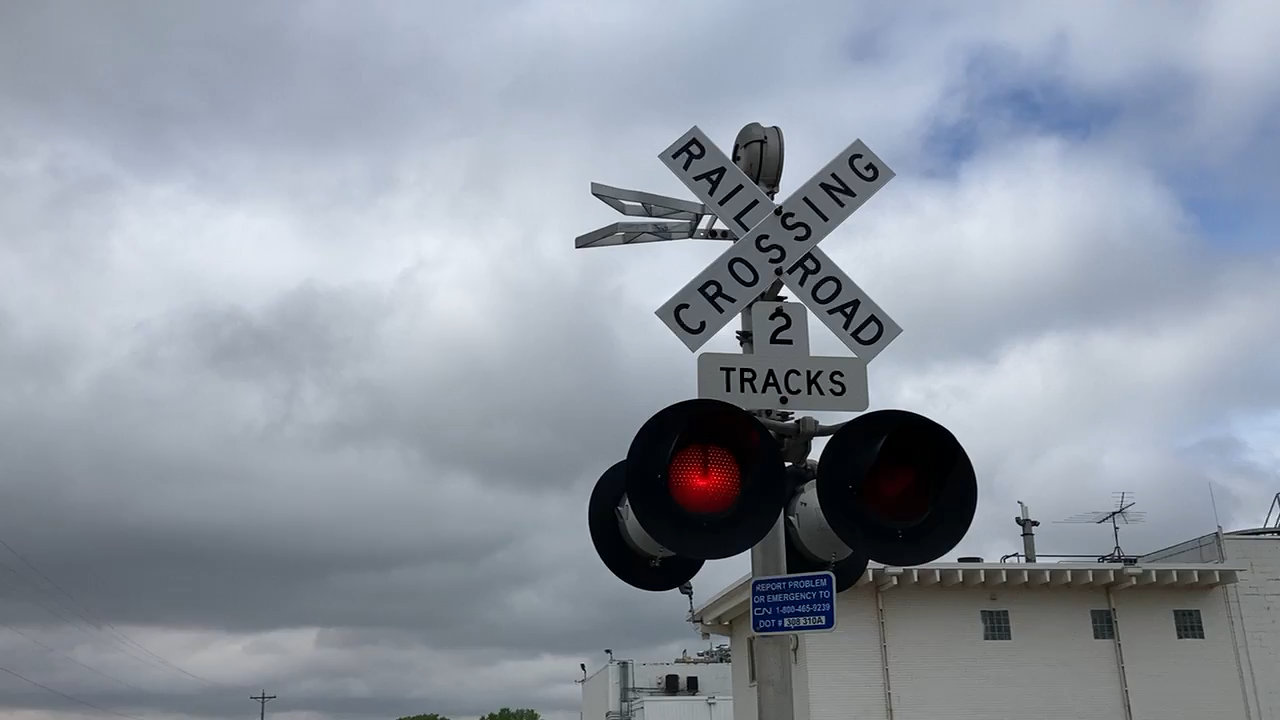 RAILROAD
CROSSING
2
TRACKS
REPORT PROBLEM
OR EMERGENCY TO
CN 1-800-465-9239
DOT # 308 310A